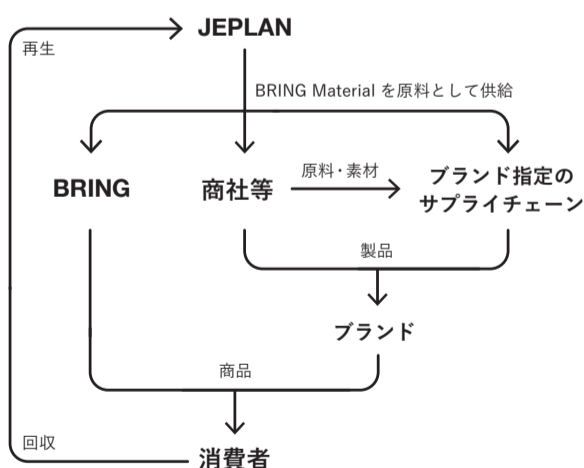 JEPLAN
再生
BRING Material を原料として供給
BRING
商社等
原料・素材
ブランド指定の
サプライチェーン
製品
ブランド
商品
回収
消費者